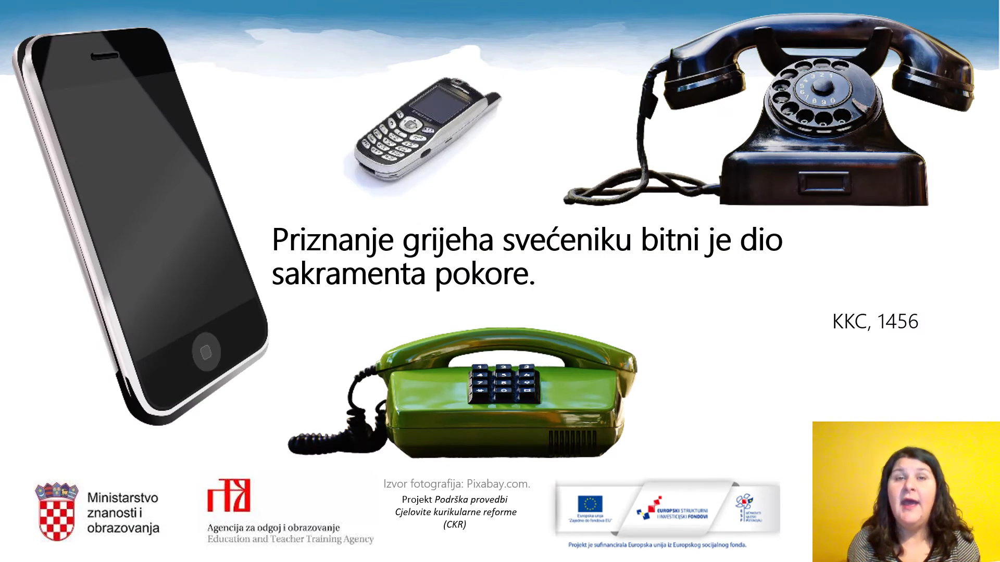 Priznanje grijeha svećeniku bitni je dio
sakramenta pokore.
KKC, 1456
Ministarstvo
znanosti i
obrazovanja
Agencija za odgoj i obrazovanje
Education and Teacher Training Agency
Izvor fotografija: Pixabay.com.
Projekt Podrška provedbi
Cjelovite kurikularne reforme
(CKR)
Europska unija
"Zajedno do fondova EU"
EUROPSKI STRUKTURNI
I INVESTICIJSKI FONDOVI
Projekt je sufinancirala Europska unija iz Europskog socijalnog fonda.